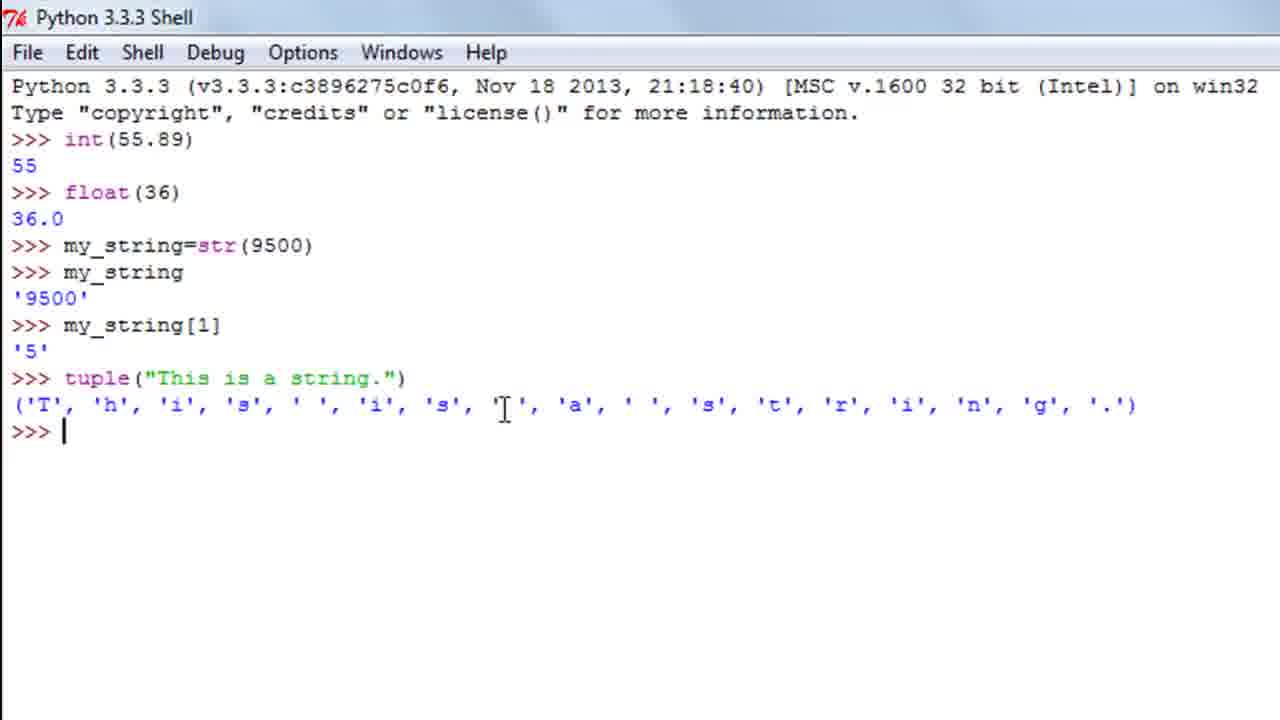 Python 3.3.3 Shell
File Edit Shell Debug Options Windows Help
Python 3.3.3 (v3.3.3:c3896275c0f6, Nov 18 2013, 21:18:40) [MSC v.1600 32 bit (Intel)] on win32
Type "copyright", "credits" or "license()" for more information.
>>> int(55.89)
55
>>> float(36)
36.0
>>> my_string=str(9500)
>>> my_string
'9500'
>>> my_string[1]
'5'
>>> tuple("This is a string.")
('T', 'h', 'i', 's', ' ', 'i', 's', ' ', 'a', ' ', 's', 't', 'r', 'i', 'n', 'g', '.')
>>>